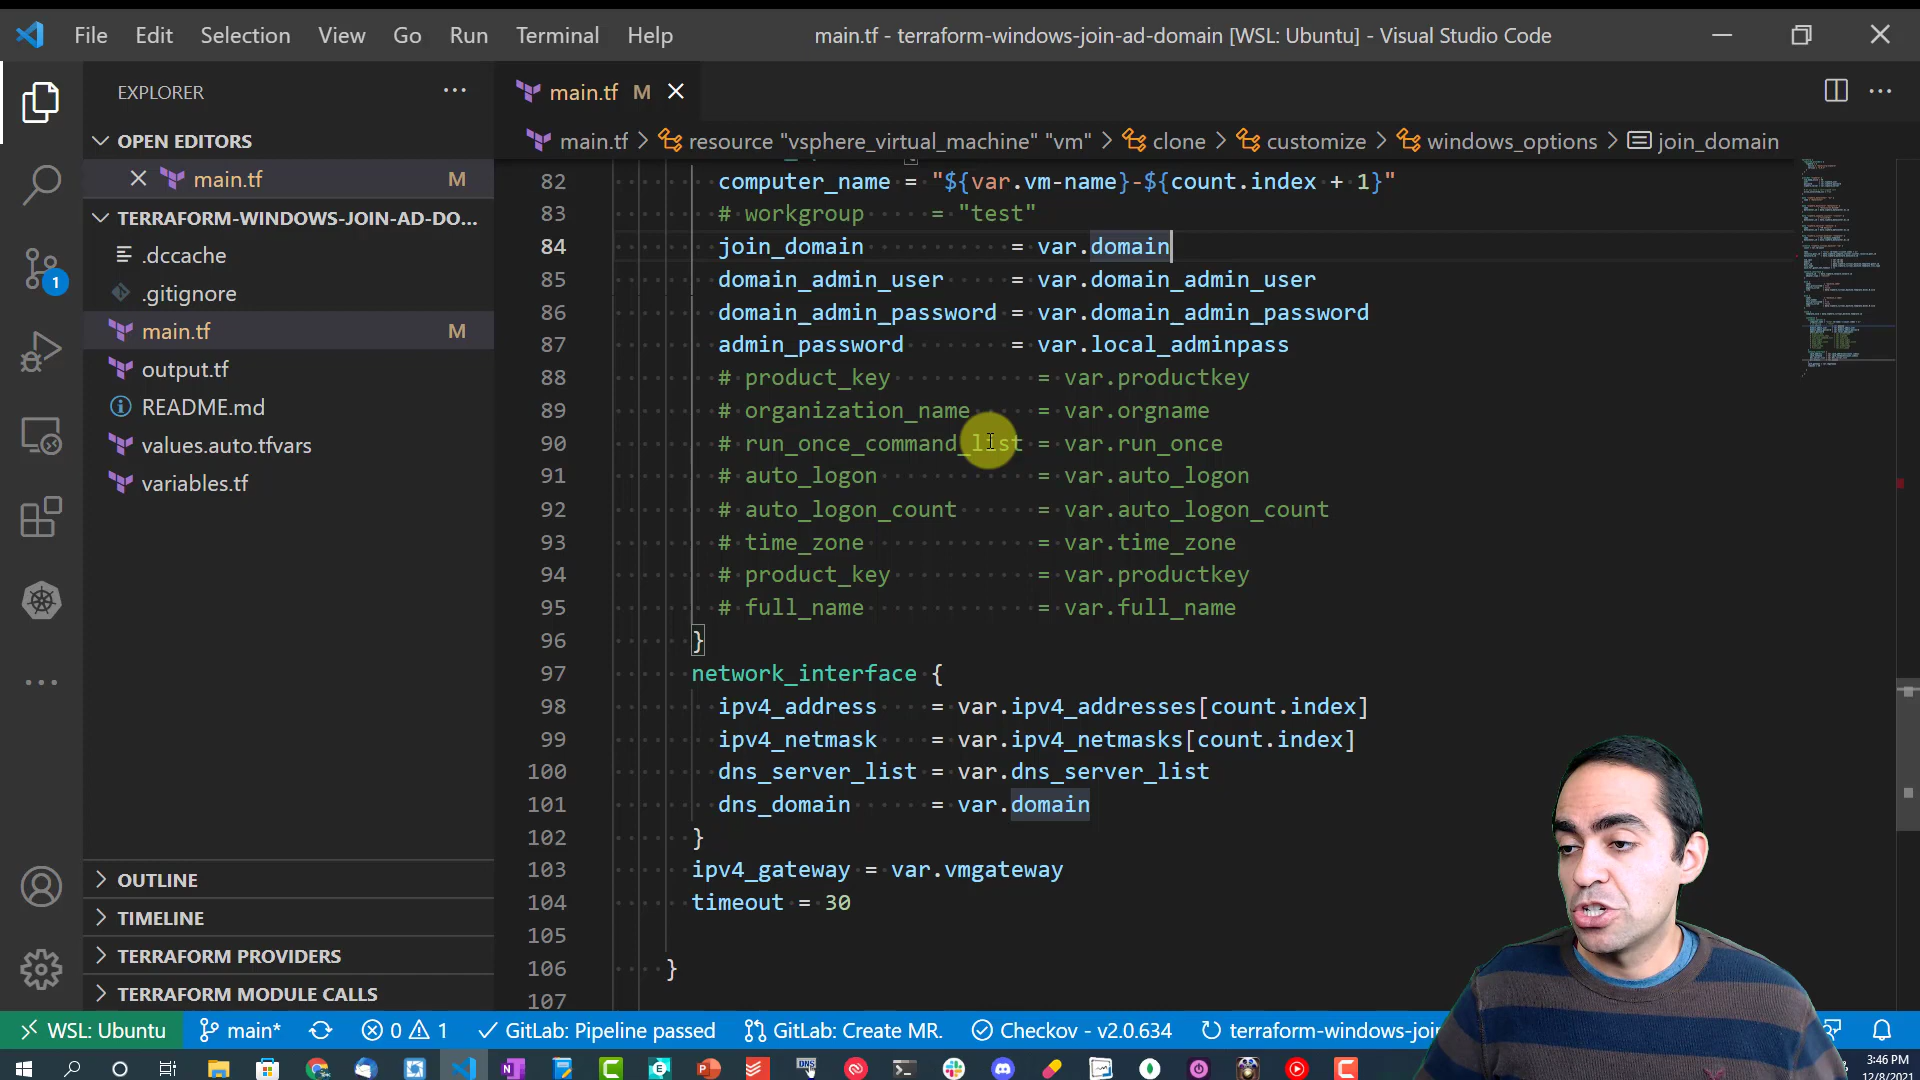 File Edit Selection View Go Run Terminal Help
main.tf - terraform-windows-join-ad-domain [WSL: Ubuntu] - Visual Studio Code
EXPLORER
OPEN EDITORS
main.tf M
TERRAFORM-WINDOWS-JOIN-AD-DO...
.dccache
.gitignore
main.tf M
output.tf
README.md
values.auto.tfvars
variables.tf
OUTLINE
TIMELINE
TERRAFORM PROVIDERS
TERRAFORM MODULE CALLS
1
main.tf M
main.tf > resource "vsphere_virtual_machine" "vm" > clone > customize > windows_options > join_domain
82 computer_name = "${var.vm-name}-${count.index + 1}"
83 # workgroup = "test"
84 join_domain = var.domain
85 domain_admin_user = var.domain_admin_user
86 domain_admin_password = var.domain_admin_password
87 admin_password = var.local_adminpass
88 # product_key = var.productkey
89 # organization_name = var.orgname
90 # run_once_command_list = var.run_once
91 # auto_logon = var.auto_logon
92 # auto_logon_count = var.auto_logon_count
93 # time_zone = var.time_zone
94 # product_key = var.productkey
95 # full_name = var.full_name
96 }
97 network_interface {
98 ipv4_address = var.ipv4_addresses[count.index]
99 ipv4_netmask = var.ipv4_netmasks[count.index]
100 dns_server_list = var.dns_server_list
101 dns_domain = var.domain
102 }
103 ipv4_gateway = var.vmgateway
104 timeout = 30
105
106 }
107
WSL: Ubuntu main* 0 1 GitLab: Pipeline passed GitLab: Create MR. Checkov - v2.0.634 terraform-windows-join
3:46 PM
12/8/2021